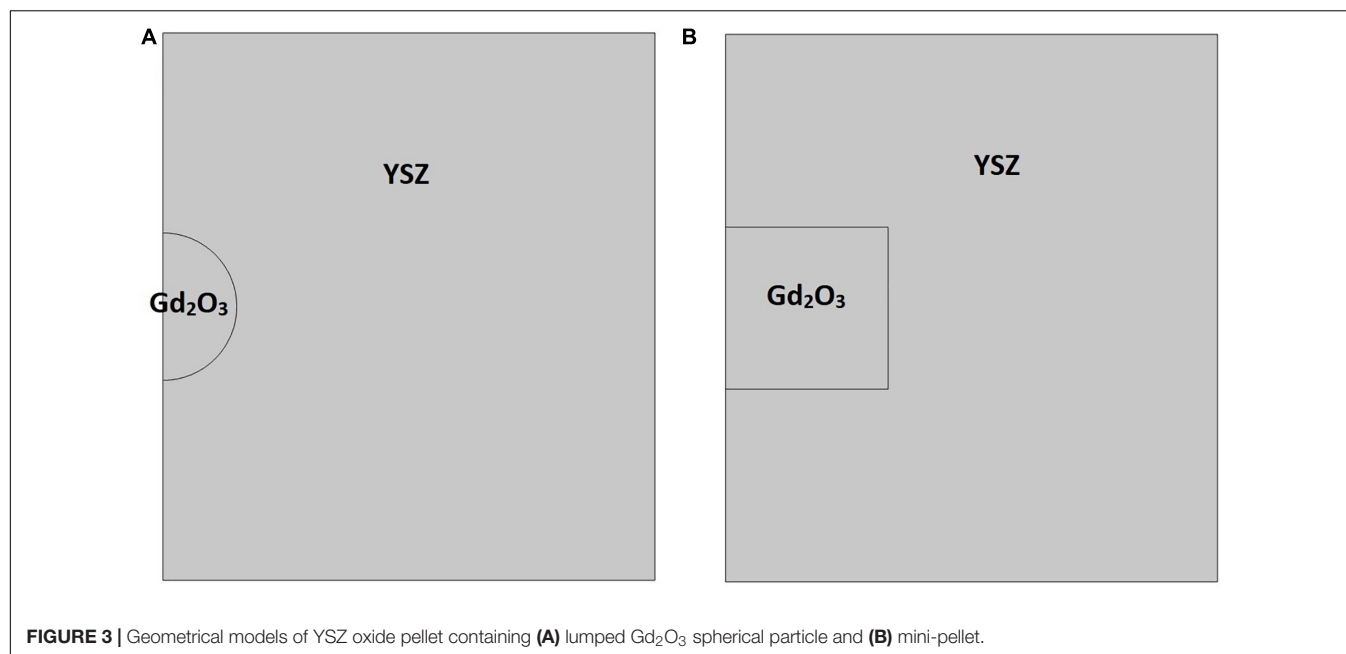 A
B
YSZ
YSZ
Gd₂O₃
Gd₂O₃
FIGURE 3 | Geometrical models of YSZ oxide pellet containing (A) lumped Gd₂O₃ spherical particle and (B) mini-pellet.